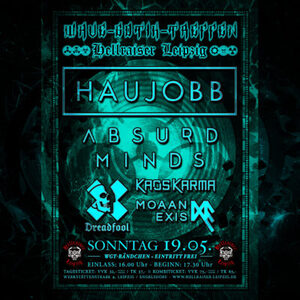 WAVE-GOTIK-TREFFEN
Hellraiser Leipzig
HAUJOBB
ABSURD
MINDS
KAOSKARMA
MOAAN
EXIS
Dreadfool
SONNTAG 19.05.
WGT-BÄNDCHEN - EINTRITT FREI
EINLASS: 16.00 Uhr - BEGINN: 17.30 Uhr